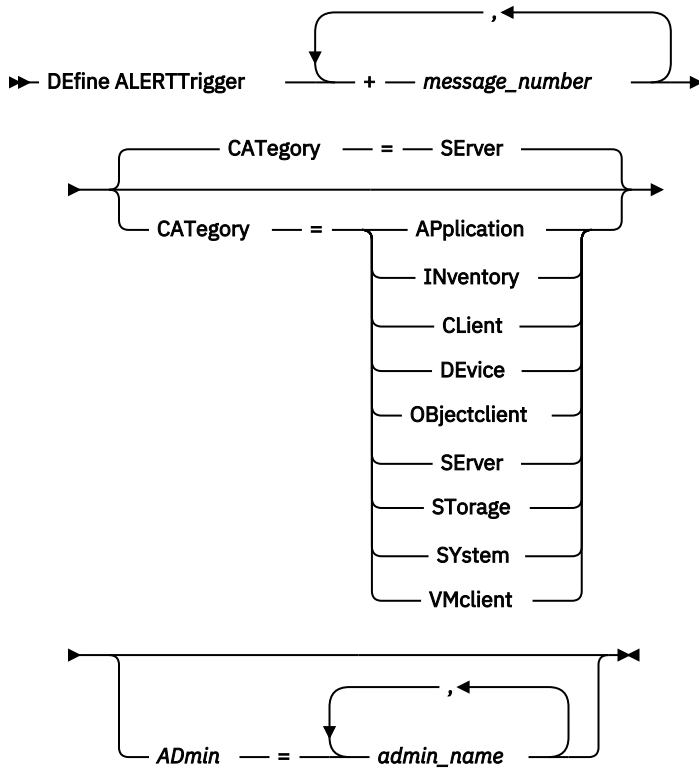 ,
DEfine ALERTTrigger + message_number
CATegory = SErver
CATegory = APplication
INventory
CLient
DEvice
OBjectclient
SErver
STorage
SYstem
VMclient
,
ADmin = admin_name